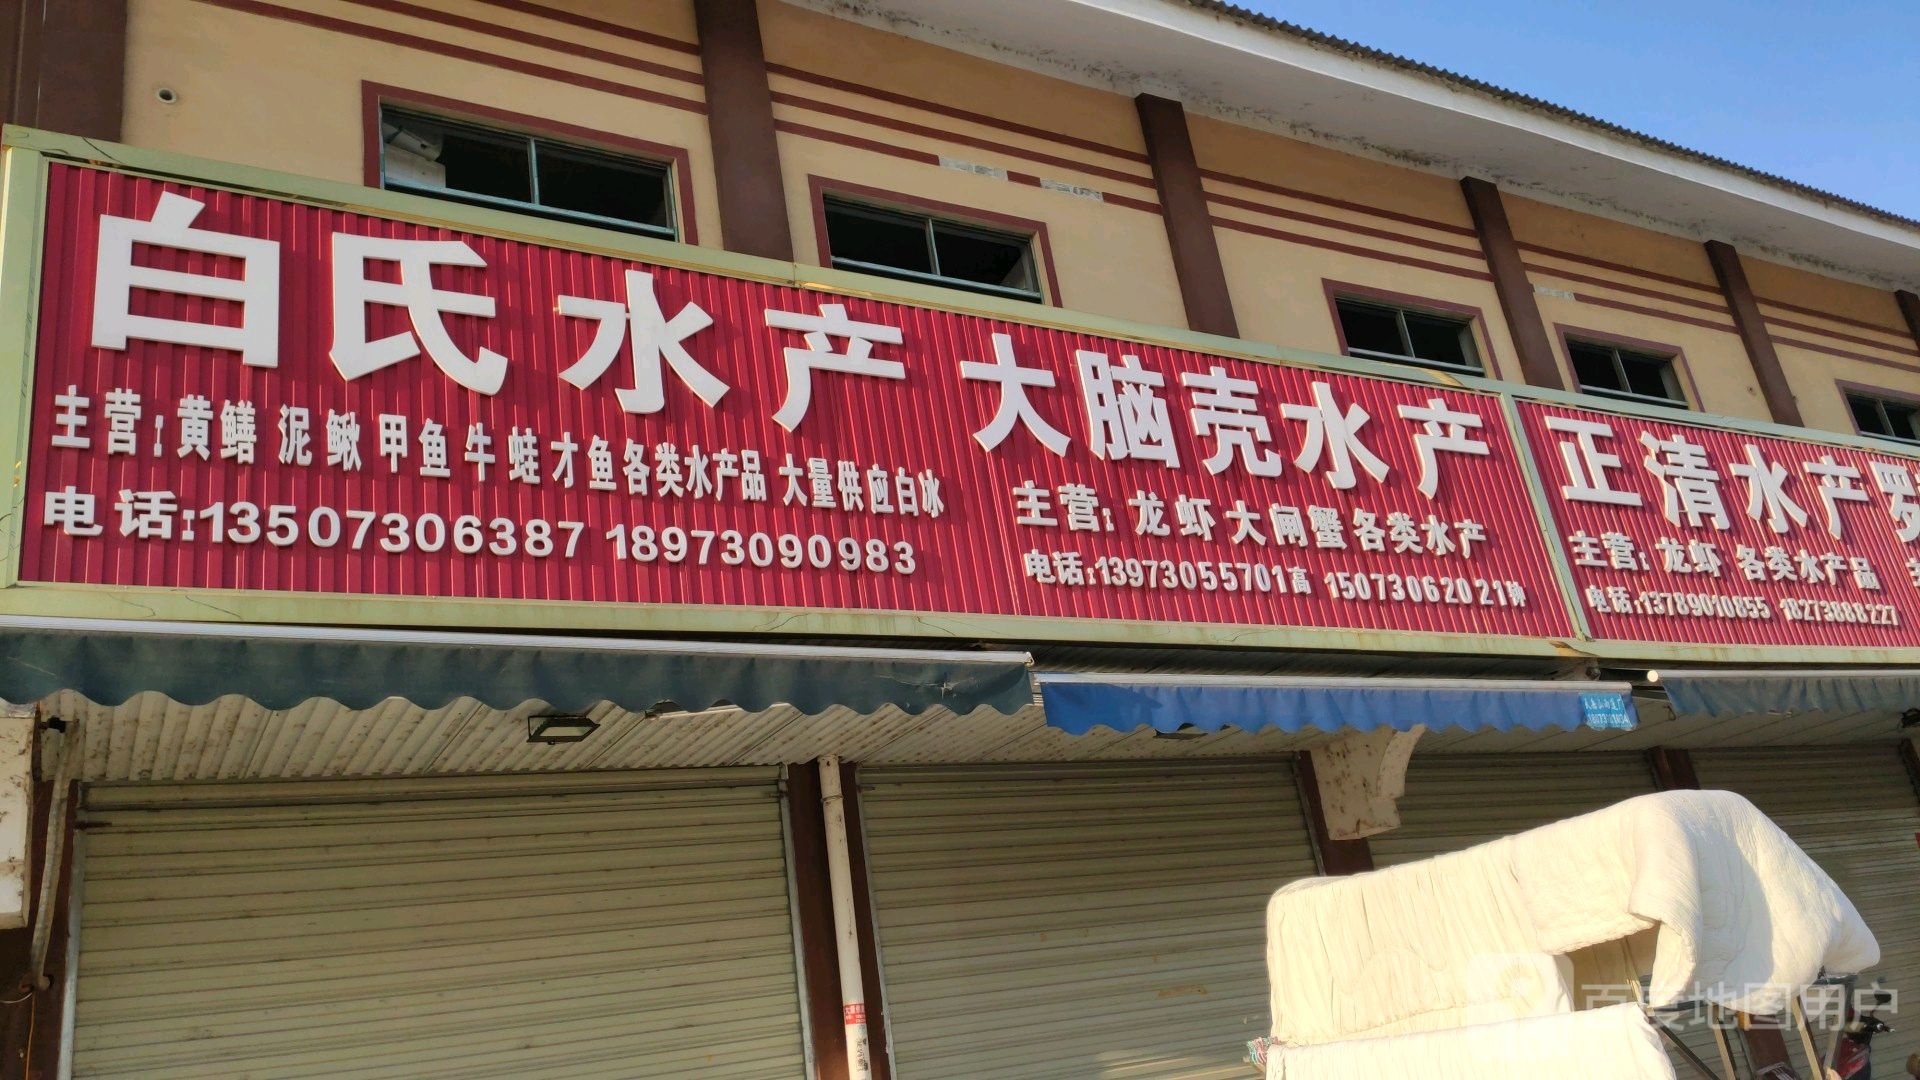 白氏水产
主营:黄鳝 泥鳅 甲鱼 牛蛙 才鱼各类水产品 大量供应白冰
电话:13507306387 18973090983
大脑壳水产
主营:龙虾 大闸蟹 各类水产
电话:13973055701高 15073062021钟
正清水产
主营:龙虾 各类水产品
电话:13789010855 18273888227
百度地图用户